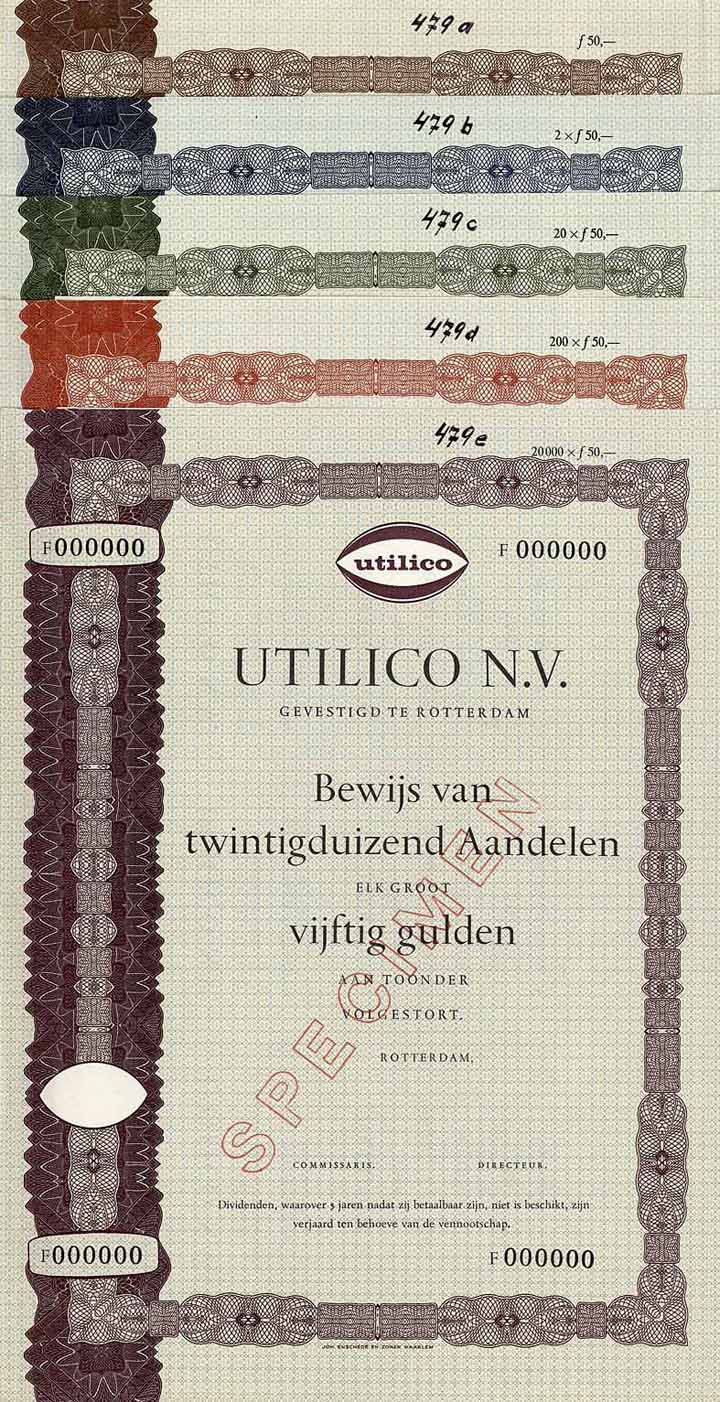 479 a
f 50,—
479 b
2 × f 50,—
479 c
20 × f 50,—
479 d
200 × f 50,—
479 e
20000 × f 50,—
F 000000
utilico
F 000000
UTILICO N.V.
GEVESTIGD TE ROTTERDAM
Bewijs van
twintigduizend Aandelen
ELK GROOT
vijftig gulden
AAN TOONDER
VOLGESTORT.
ROTTERDAM,
SPECIMEN
COMMISSARIS.
DIRECTEUR.
Dividenden, waarover 5 jaren nadat zij betaalbaar zijn, niet is beschikt, zijn
verjaard ten behoeve van de vennootschap.
F 000000
F 000000
JOH. ENSCHEDÉ EN ZONEN HAARLEM